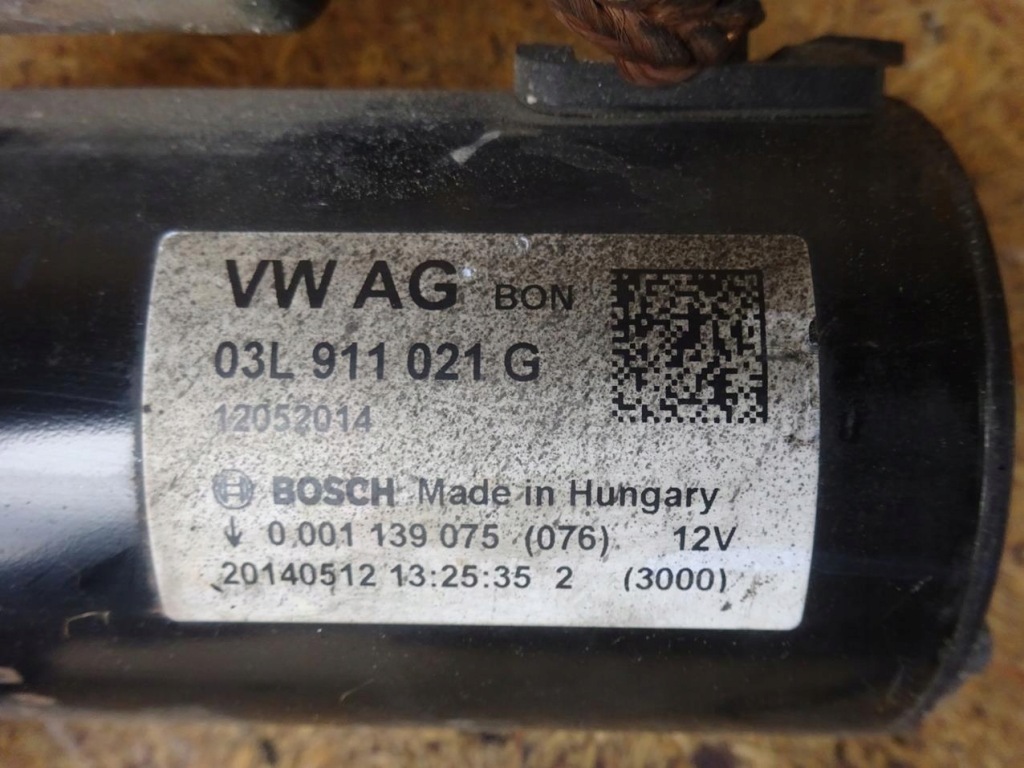 VW AG BON
03L 911 021 G
12052014
BOSCH Made in Hungary
0 001 139 075 (076) 12V
20140512 13:25:35 2 (3000)